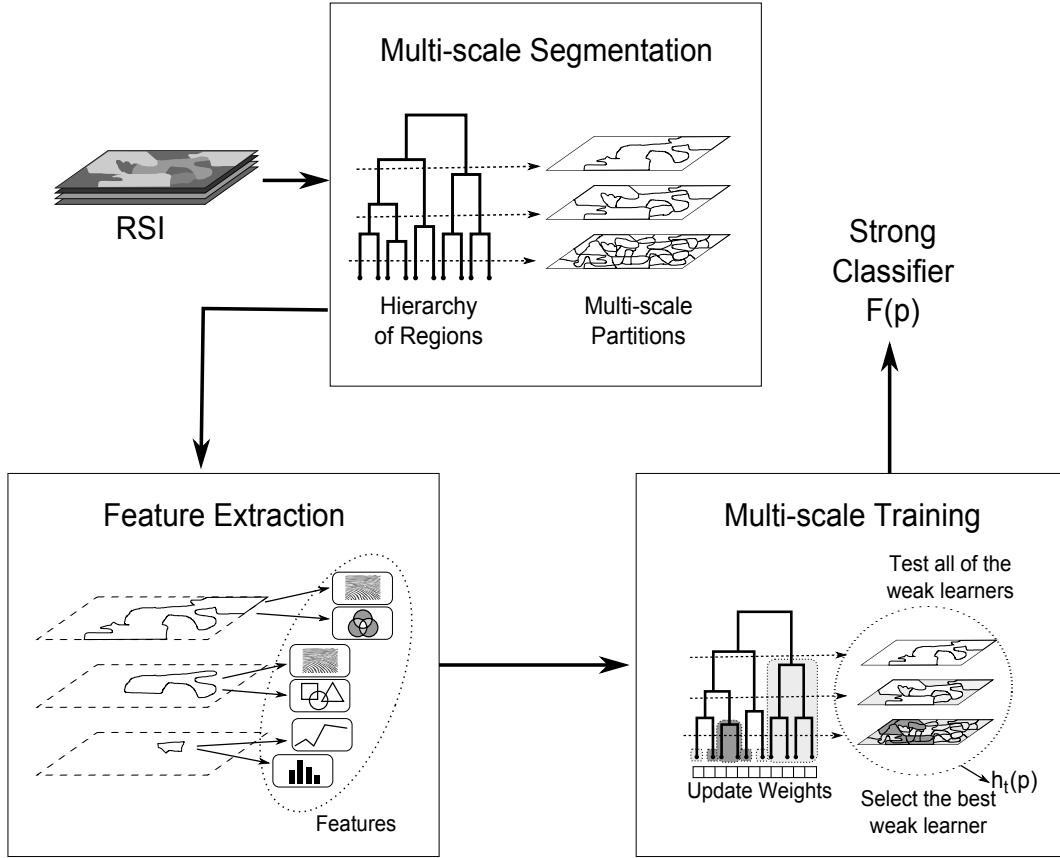 Multi-scale Segmentation
RSI
Hierarchy
of Regions
Multi-scale
Partitions
Strong
Classifier
F(p)
Feature Extraction
Features
Multi-scale Training
Test all of the
weak learners
Update Weights
h_t(p)
Select the best
weak learner